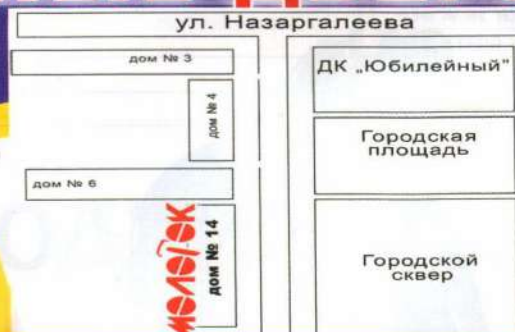 ул. Назаргалеева
дом № 3
ДК „Юбилейный"
дом № 4
Городская
площадь
дом № 6
МОЛОТОК
дом № 14
Городской
сквер